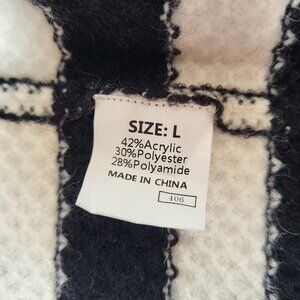 SIZE: L
42%Acrylic
30%Polyester
28%Polyamide
MADE IN CHINA
406